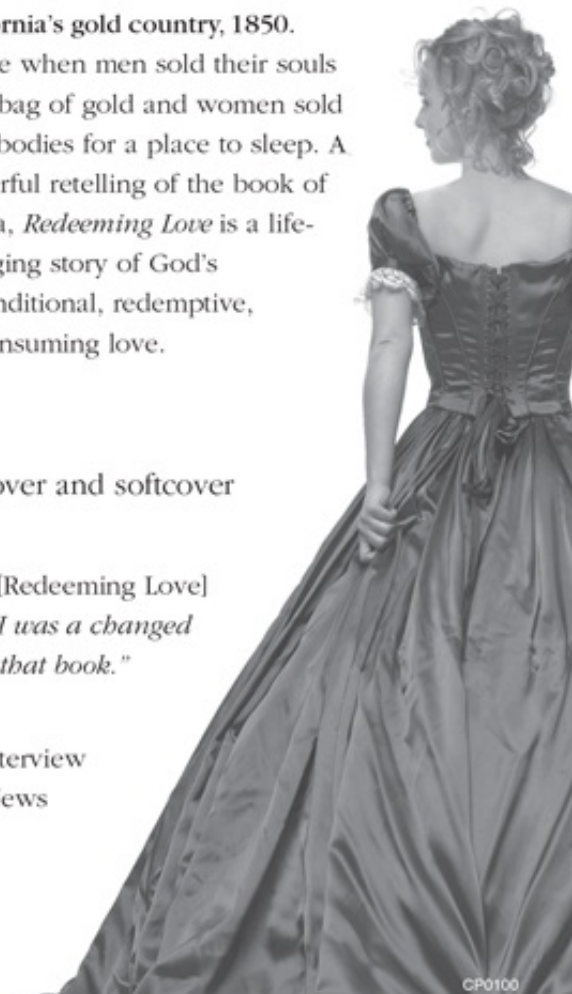 rnia's gold country, 1850.
e when men sold their souls
bag of gold and women sold
bodies for a place to sleep. A
rful retelling of the book of
a, Redeeming Love is a life-
ging story of God's
nditional, redemptive,
nsuming love.
over and softcover
[Redeeming Love]
I was a changed
that book."
terview
ews
CP0100